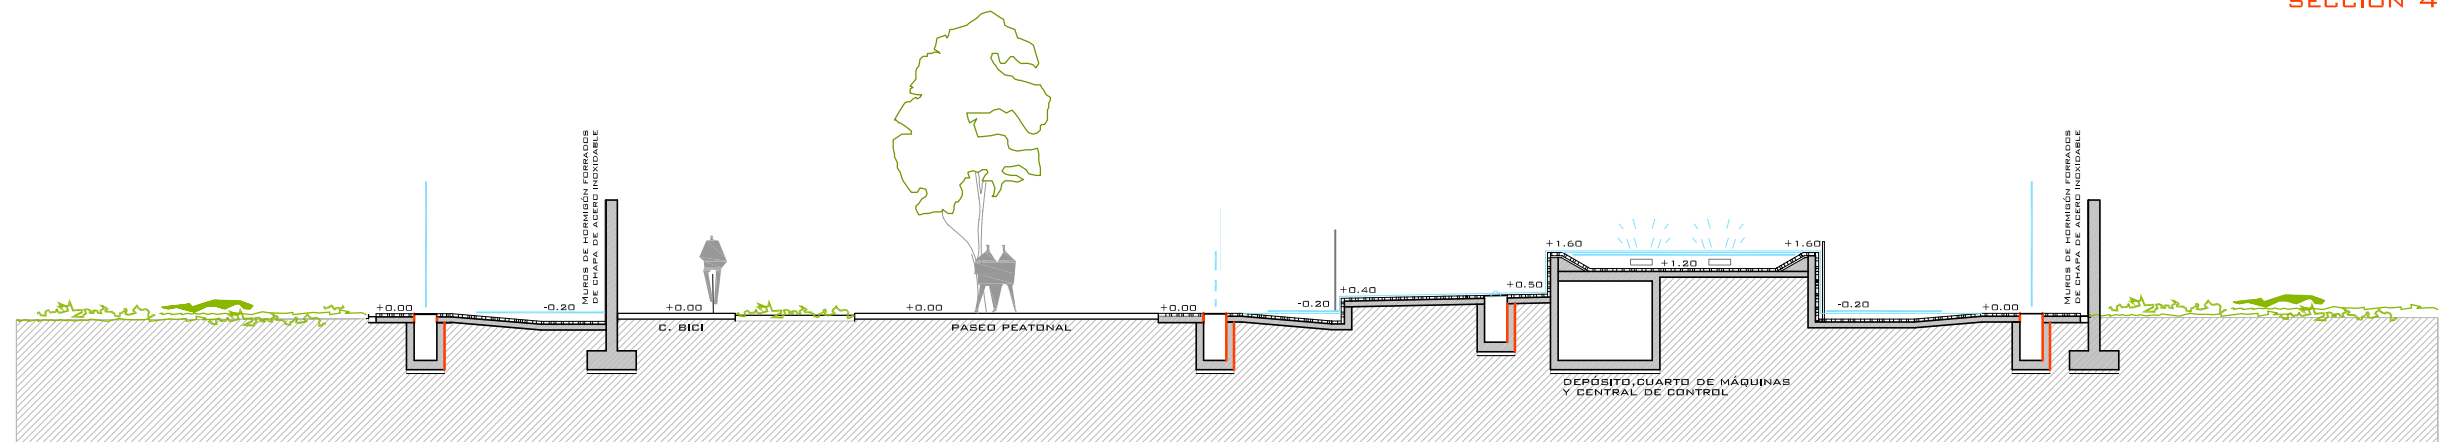 SECCIÓN 4
MUROS DE HORMIGÓN FORRADOS
DE CHAPA DE ACERO INOXIDABLE
MUROS DE HORMIGÓN FORRADOS
DE CHAPA DE ACERO INOXIDABLE
+1.60
+1.60
+1.20
+0.00
-0.20
+0.00
+0.00
+0.00
-0.20
+0.40
+0.50
-0.20
+0.00
C. BICI
PASEO PEATONAL
DEPÓSITO,CUARTO DE MÁQUINAS
Y CENTRAL DE CONTROL